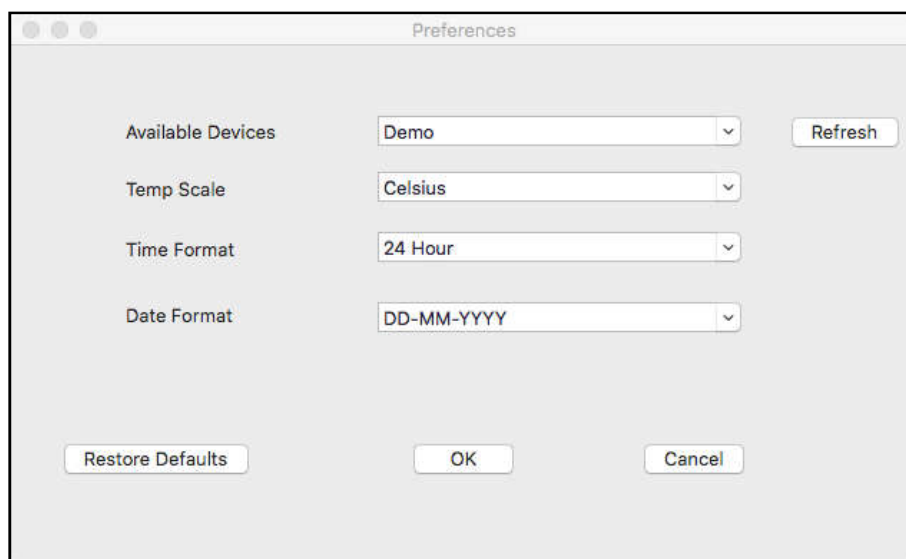 Preferences
Available Devices Demo Refresh
Temp Scale Celsius
Time Format 24 Hour
Date Format DD-MM-YYYY
Restore Defaults OK Cancel